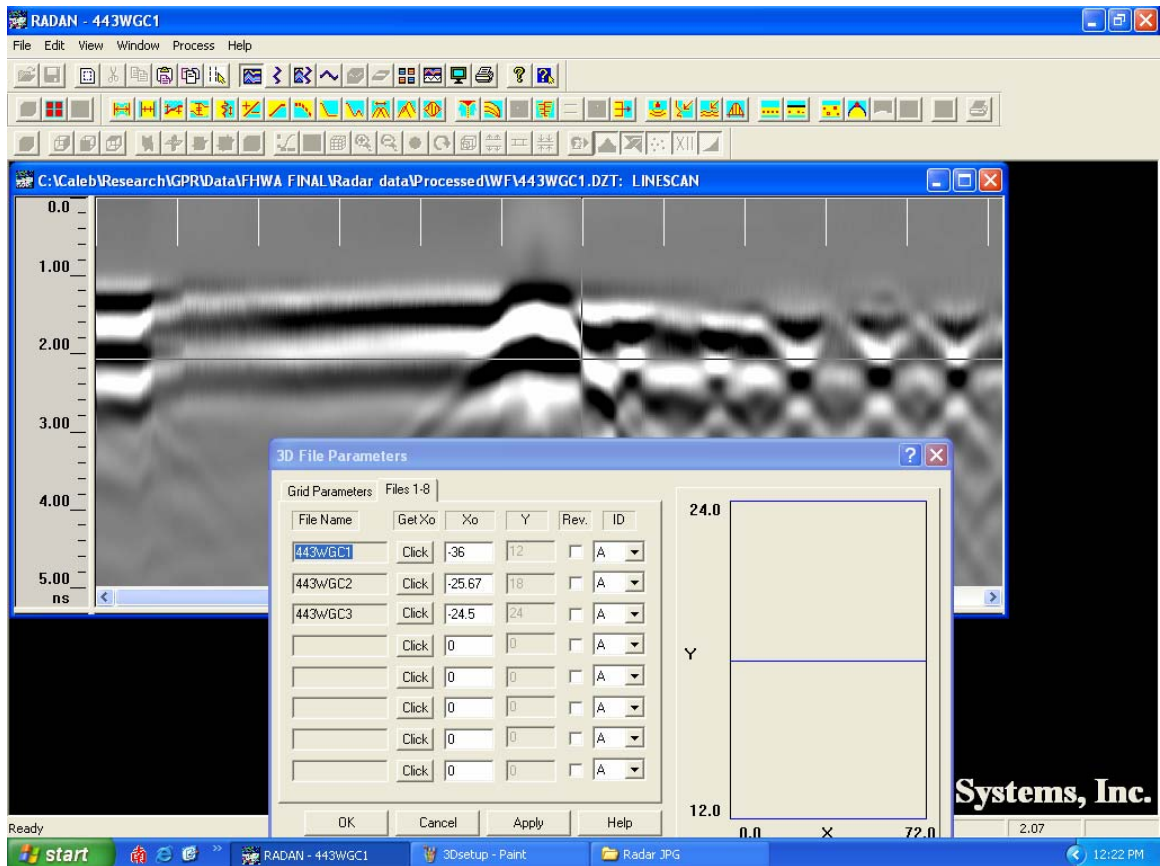 RADAN - 443WGC1
File Edit View Window Process Help
C:\Caleb\Research\GPR\Data\FHWA FINAL\Radar data\Processed\WF\443WGC1.DZT: LINESCAN
0.0
1.00
2.00
3.00
4.00
5.00
ns
3D File Parameters
Grid Parameters Files 1-8
File Name Get Xo Xo Y Rev. ID
443WGC1 Click -36 12 A
443WGC2 Click -25.67 18 A
443WGC3 Click -24.5 24 A
Click 0 0 A
Click 0 0 A
Click 0 0 A
Click 0 0 A
Click 0 0 A
OK Cancel Apply Help
24.0
Y
12.0
0.0 X 72.0
Systems, Inc.
Ready 2.07
start RADAN - 443WGC1 3Dsetup - Paint Radar JPG 12:22 PM